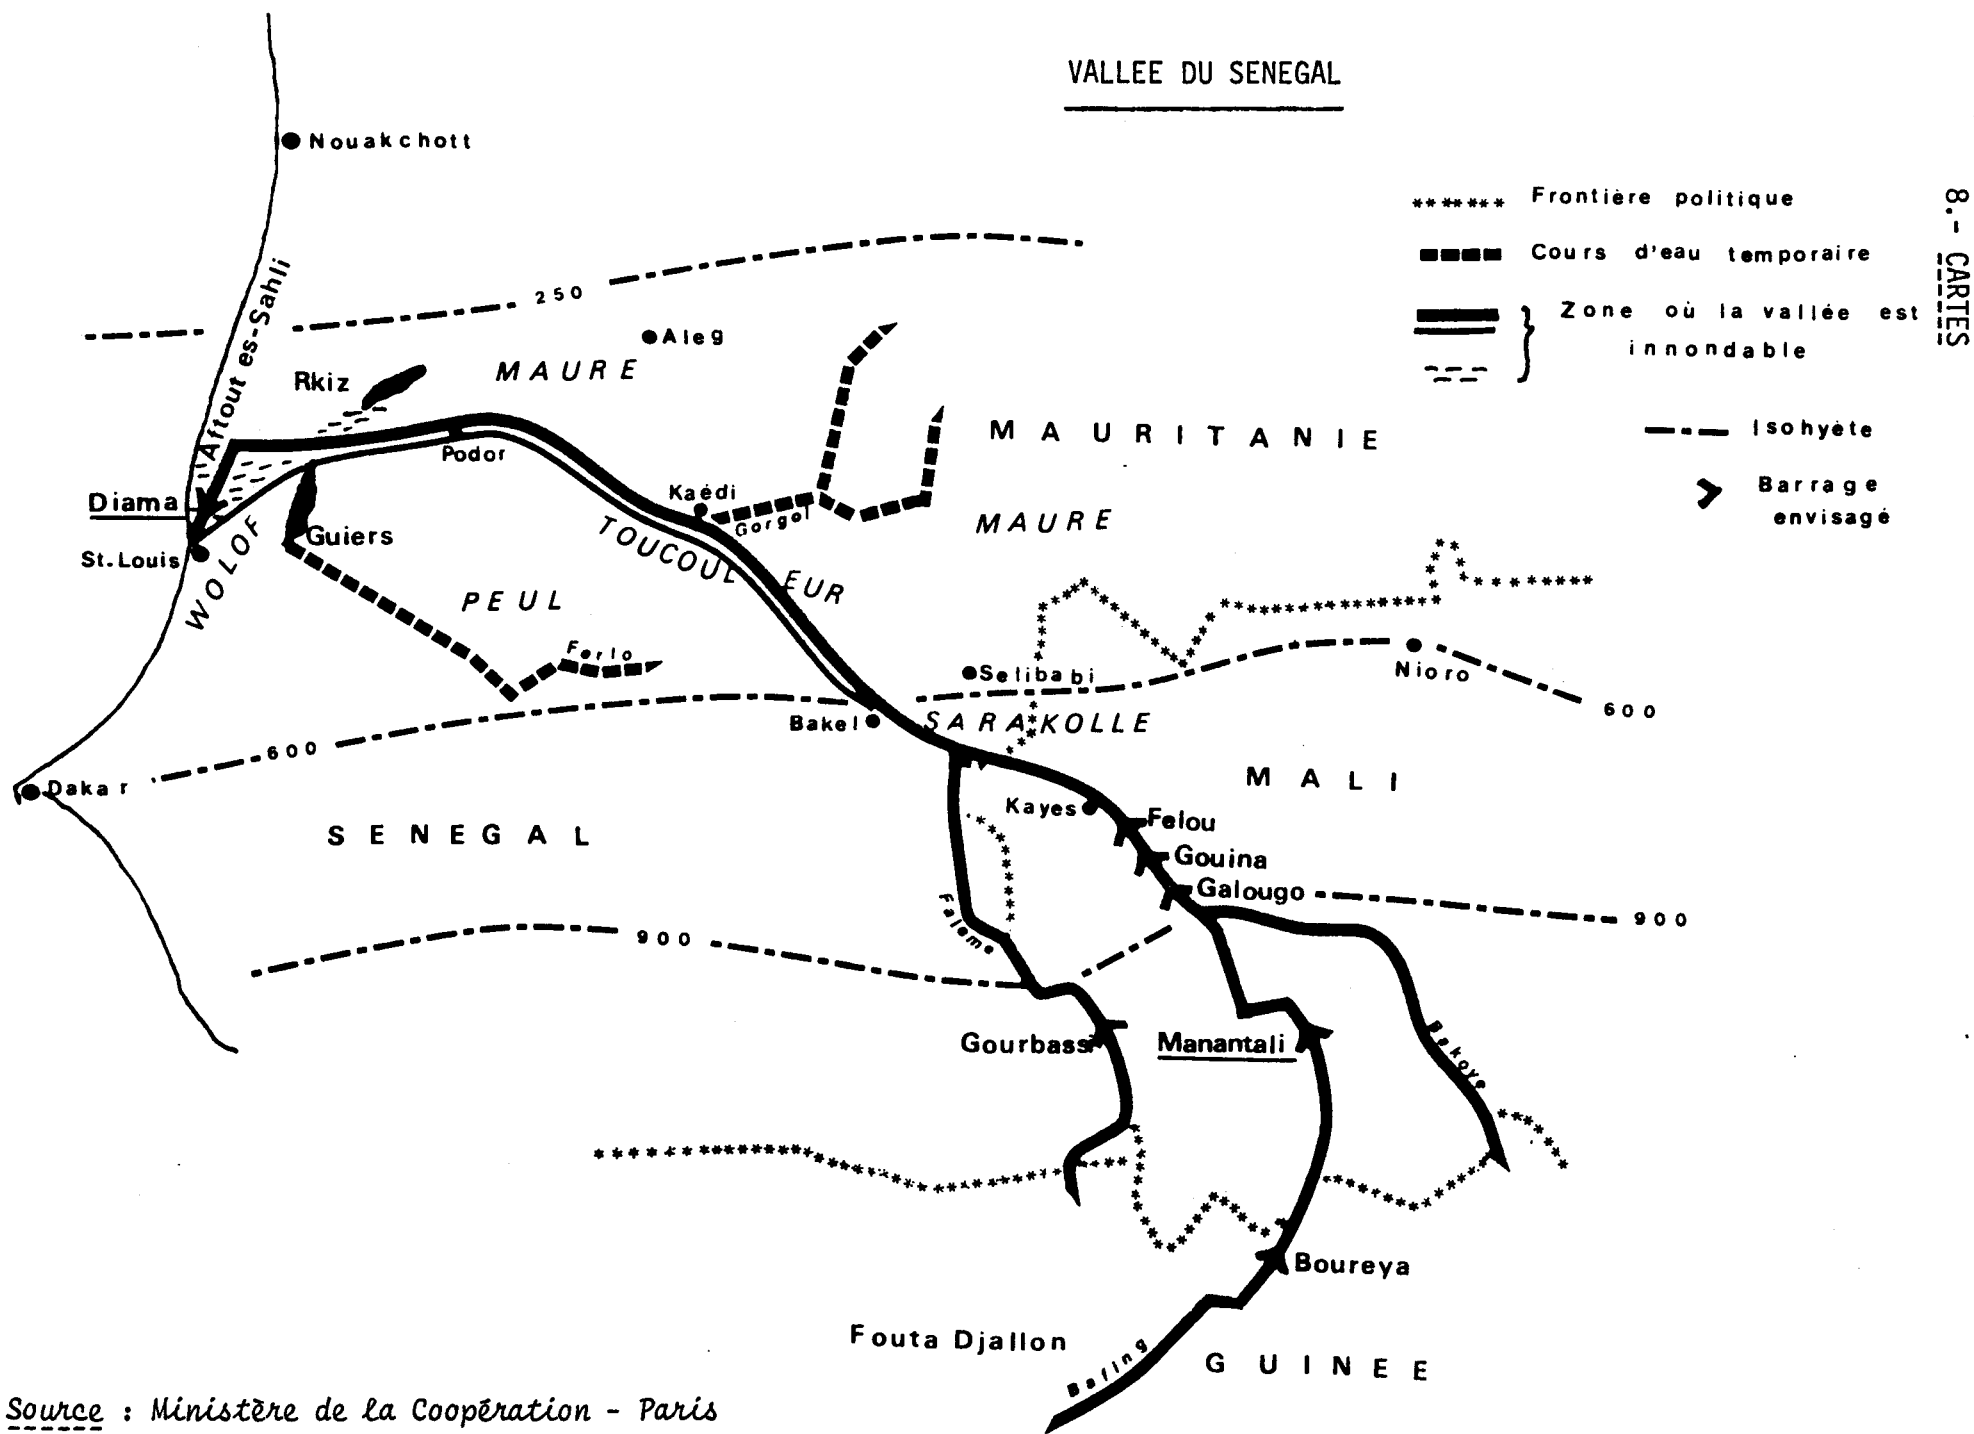 VALLEE DU SENEGAL
8.- CARTES
Frontière politique
Cours d'eau temporaire
Zone où la vallée est
innondable
Isohyète
Barrage
envisagé
Nouakchott
Aftout es-Sahli
250
Aleg
Rkiz
MAURE
MAURITANIE
Podor
Diama
Kaédi
Gorgol
MAURE
St.Louis
WOLOF
Guiers
TOUCOUL EUR
PEUL
Ferlo
Selibabi
Nioro
600
Bakel
SARAKOLLE
600
Dakar
MALI
Kayes
Felou
SENEGAL
Gouina
Galougo
900
Faleme
900
Gourbassi
Manantali
Bakoye
Boureya
Fouta Djallon
Bafing
GUINEE
Source : Ministère de la Coopération - Paris